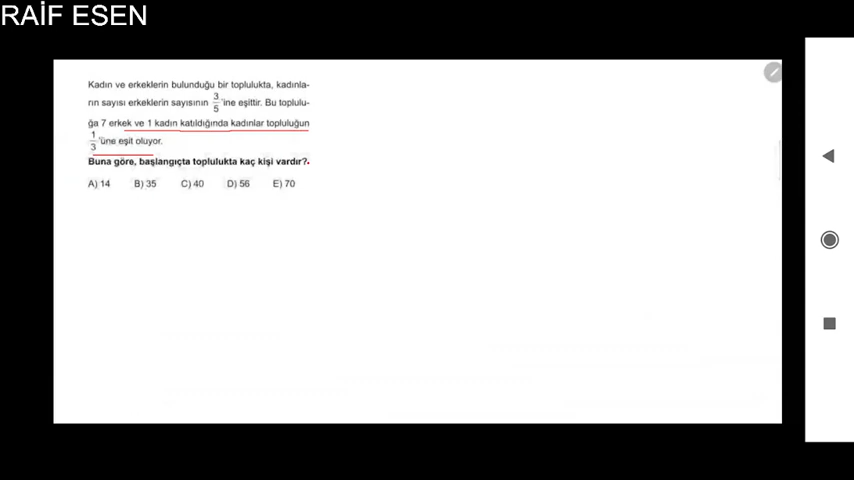 RAİF ESEN
Kadın ve erkeklerin bulunduğu bir toplulukta, kadınla-
rın sayısı erkeklerin sayısının 3/5 'ine eşittir. Bu toplulu-
ğa 7 erkek ve 1 kadın katıldığında kadınlar topluluğun
1/3 'üne eşit oluyor.
Buna göre, başlangıçta toplulukta kaç kişi vardır?
A) 14 B) 35 C) 40 D) 56 E) 70